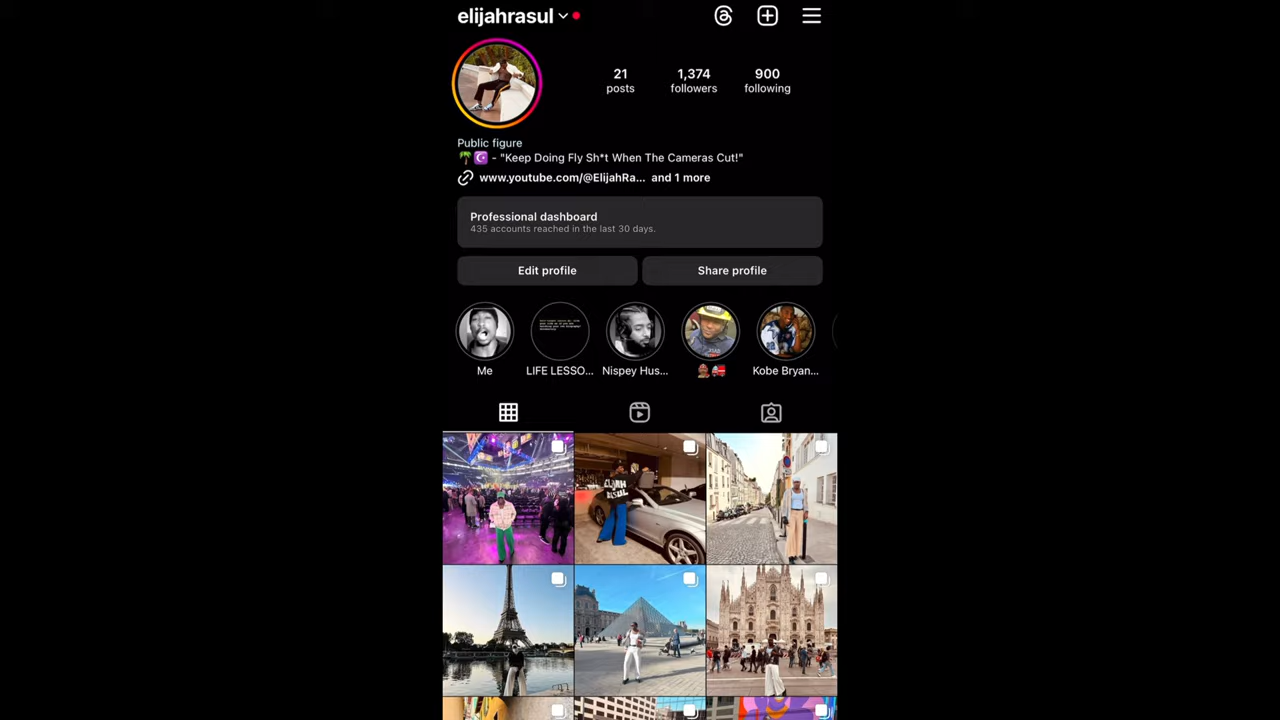 elijahrasul
21
posts
1,374
followers
900
following
Public figure
🌴☪️ - "Keep Doing Fly Sh*t When The Cameras Cut!"
www.youtube.com/@ElijahRa... and 1 more
Professional dashboard
435 accounts reached in the last 30 days.
Edit profile
Share profile
Me
LIFE LESSO...
Nispey Hus...
Kobe Bryan...